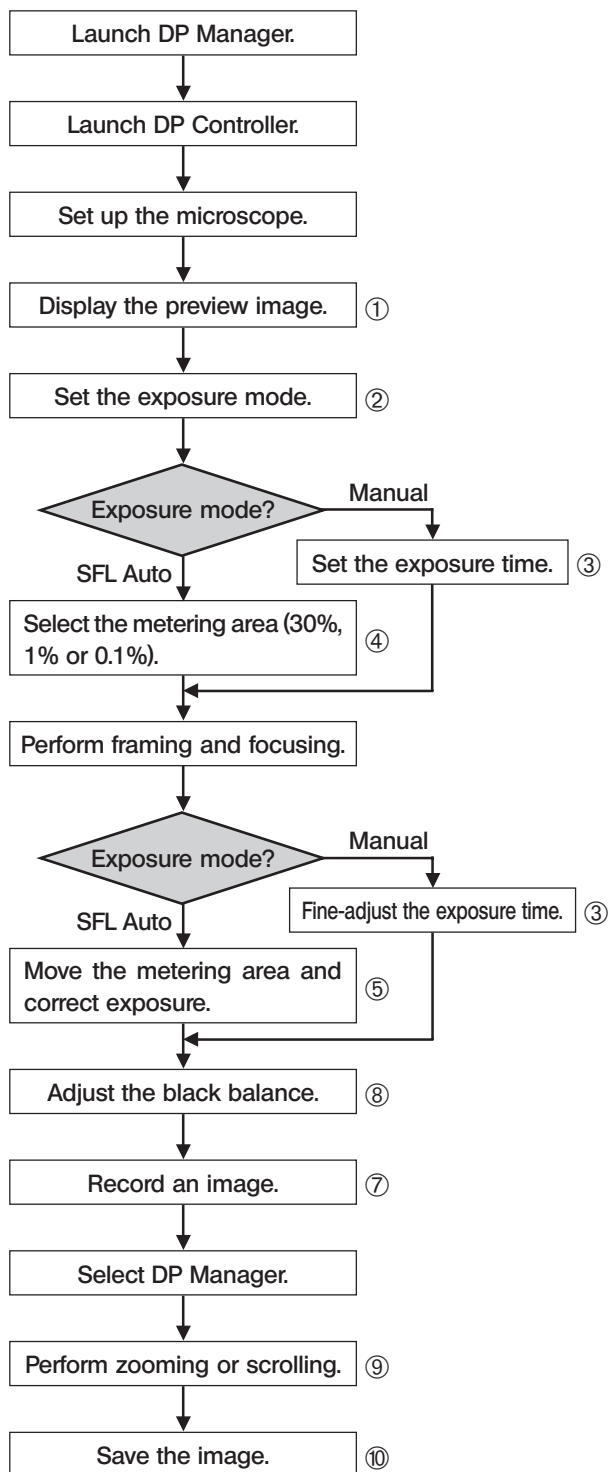 Launch DP Manager.
Launch DP Controller.
Set up the microscope.
Display the preview image. ①
Set the exposure mode. ②
Exposure mode?
Manual
SFL Auto
Set the exposure time. ③
Select the metering area (30%,
1% or 0.1%). ④
Perform framing and focusing.
Exposure mode?
Manual
SFL Auto
Fine-adjust the exposure time. ③
Move the metering area and
correct exposure. ⑤
Adjust the black balance. ⑧
Record an image. ⑦
Select DP Manager.
Perform zooming or scrolling. ⑨
Save the image. ⑩